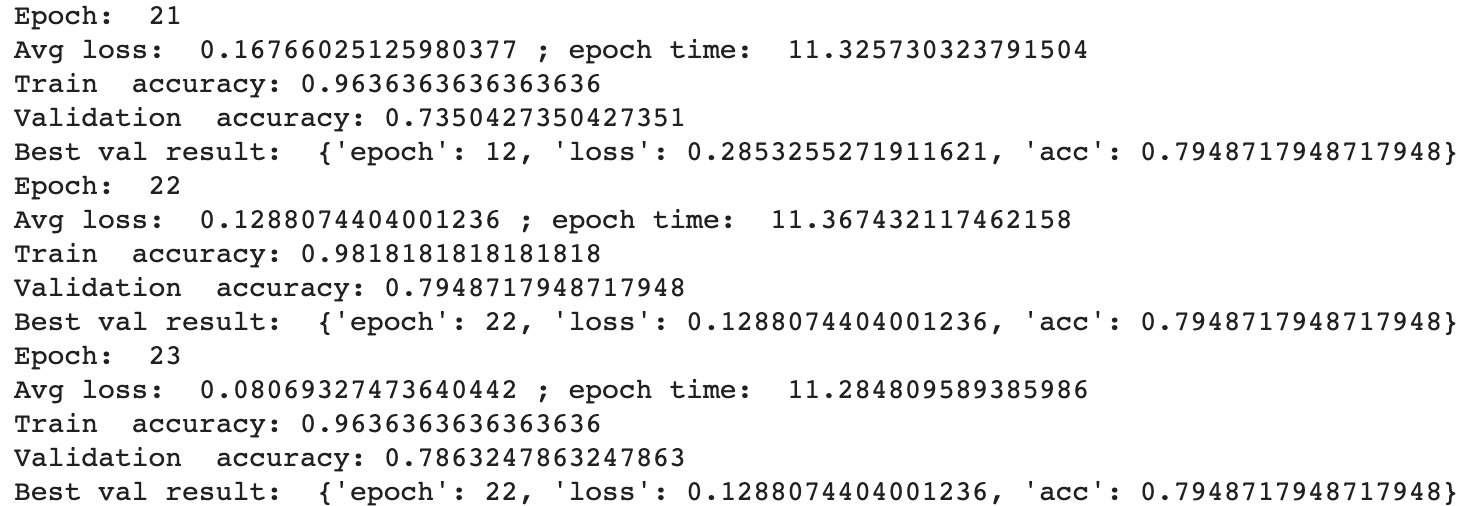 Epoch:  21
Avg loss:  0.16766025125980377 ; epoch time:  11.325730323791504
Train  accuracy: 0.9636363636363636
Validation  accuracy: 0.7350427350427351
Best val result:  {'epoch': 12, 'loss': 0.2853255271911621, 'acc': 0.7948717948717948}
Epoch:  22
Avg loss:  0.1288074404001236 ; epoch time:  11.367432117462158
Train  accuracy: 0.9818181818181818
Validation  accuracy: 0.7948717948717948
Best val result:  {'epoch': 22, 'loss': 0.1288074404001236, 'acc': 0.7948717948717948}
Epoch:  23
Avg loss:  0.08069327473640442 ; epoch time:  11.284809589385986
Train  accuracy: 0.9636363636363636
Validation  accuracy: 0.7863247863247863
Best val result:  {'epoch': 22, 'loss': 0.1288074404001236, 'acc': 0.7948717948717948}